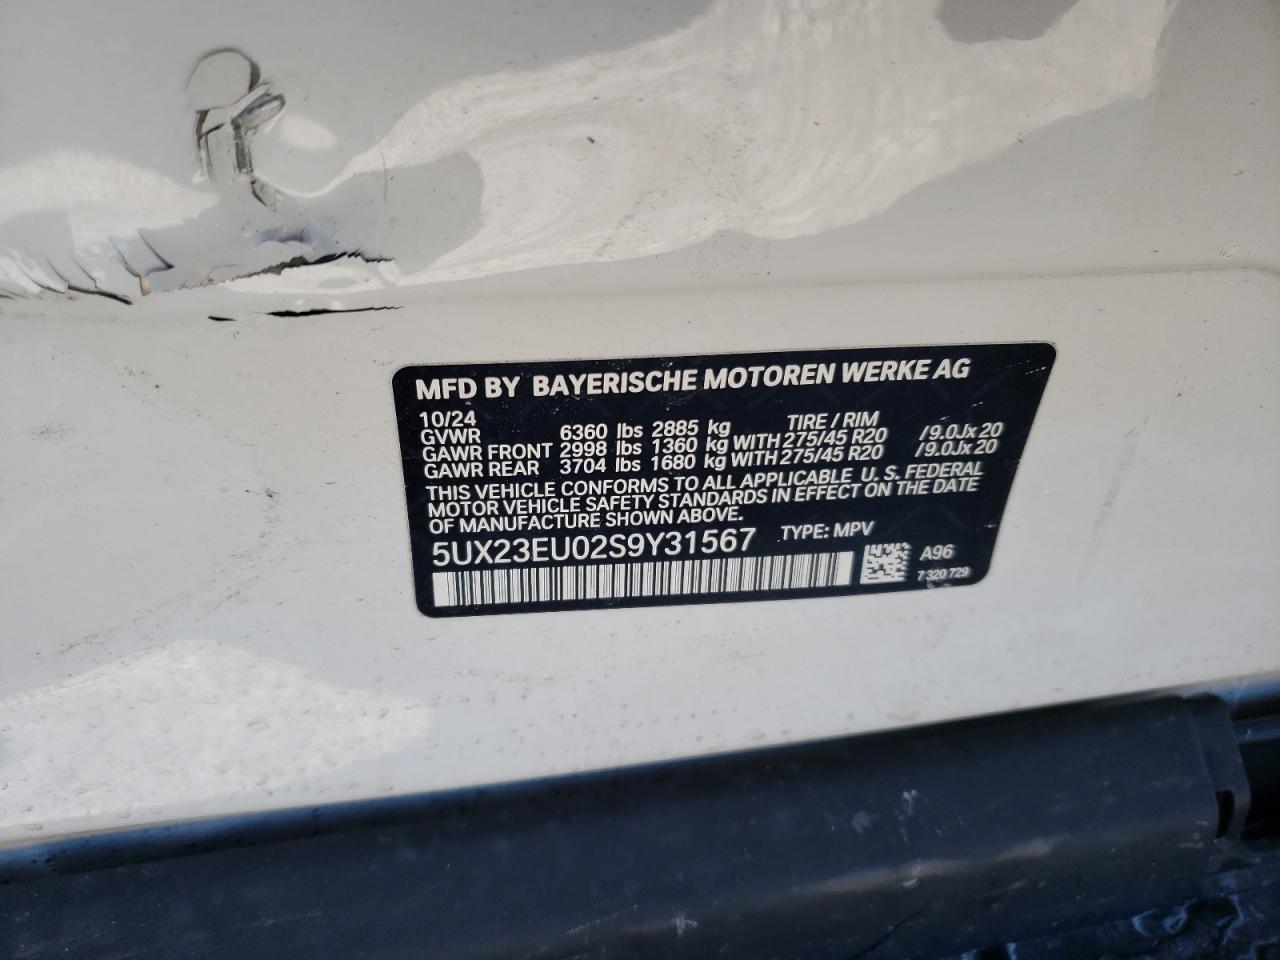 MFD BY BAYERISCHE MOTOREN WERKE AG
10/24 TIRE / RIM
GVWR 6360 lbs 2885 kg
GAWR FRONT 2998 lbs 1360 kg WITH 275/45 R20 /9.0Jx20
GAWR REAR 3704 lbs 1680 kg WITH 275/45 R20 /9.0Jx20
THIS VEHICLE CONFORMS TO ALL APPLICABLE U. S. FEDERAL
MOTOR VEHICLE SAFETY STANDARDS IN EFFECT ON THE DATE
OF MANUFACTURE SHOWN ABOVE.
5UX23EU02S9Y31567 TYPE: MPV
A96
7 320 729